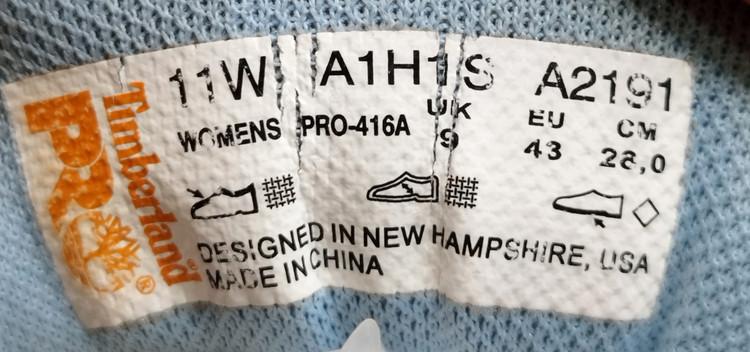 Timberland®
PRO®
11W A1H1S A2191
WOMENS PRO-416A UK EU CM
9 43 28,0
DESIGNED IN NEW HAMPSHIRE, USA
MADE IN CHINA